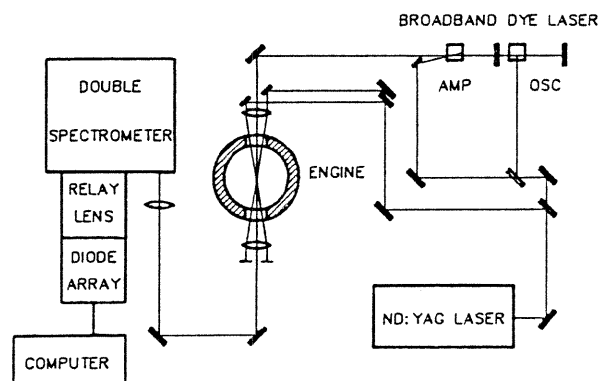 BROADBAND DYE LASER
AMP
OSC
DOUBLE
SPECTROMETER
ENGINE
RELAY
LENS
DIODE
ARRAY
ND:YAG LASER
COMPUTER